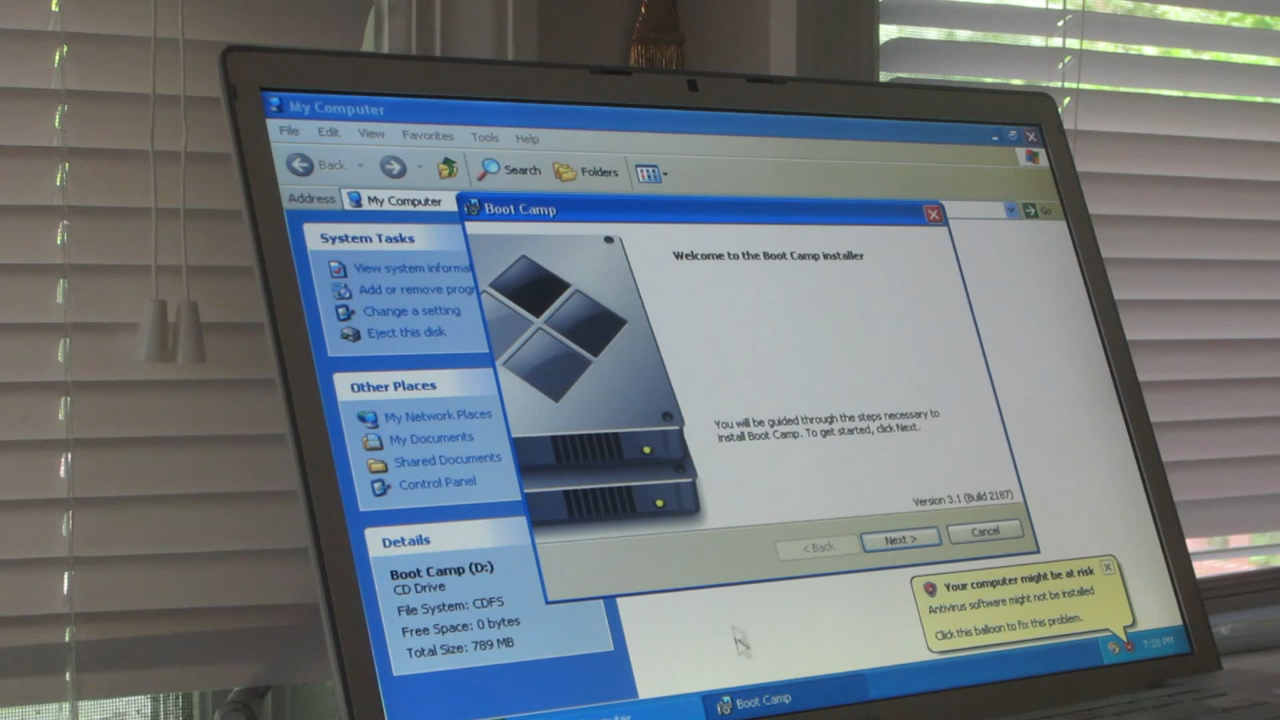 My Computer
File Edit View Favorites Tools Help
Back Search Folders
Address My Computer Go
Boot Camp
System Tasks
View system informa
Add or remove progr
Change a setting
Eject this disk
Other Places
My Network Places
My Documents
Shared Documents
Control Panel
Details
Boot Camp (D:)
CD Drive
File System: CDFS
Free Space: 0 bytes
Total Size: 789 MB
Welcome to the Boot Camp installer
You will be guided through the steps necessary to
install Boot Camp. To get started, click Next.
Version 3.1 (Build 2187)
< Back Next > Cancel
Your computer might be at risk
Antivirus software might not be installed
Click this balloon to fix this problem.
Boot Camp
7:28 PM